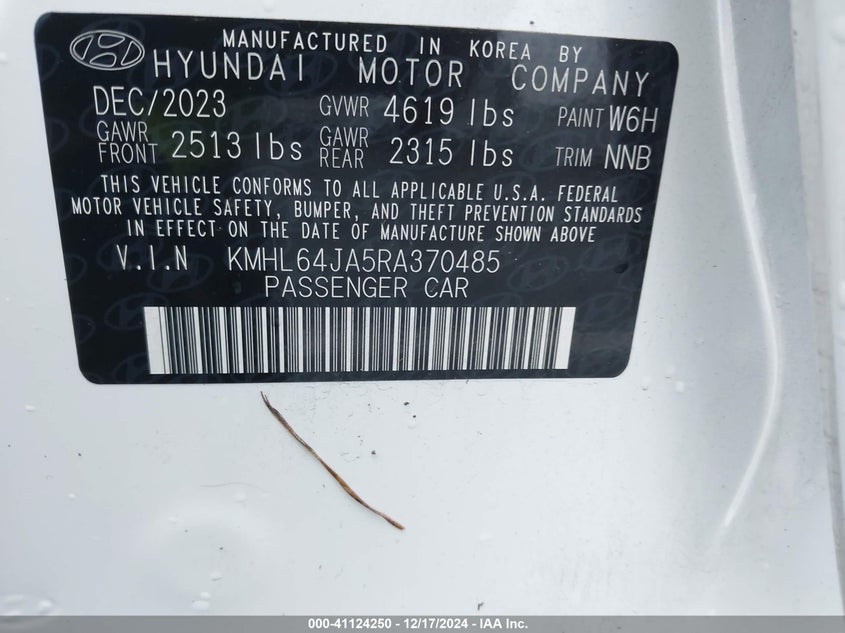 MANUFACTURED IN KOREA BY
HYUNDAI MOTOR COMPANY
DEC/2023 GVWR 4619 lbs PAINT W6H
GAWR FRONT 2513 lbs GAWR REAR 2315 lbs TRIM NNB
THIS VEHICLE CONFORMS TO ALL APPLICABLE U.S.A. FEDERAL
MOTOR VEHICLE SAFETY, BUMPER, AND THEFT PREVENTION STANDARDS
IN EFFECT ON THE DATE OF MANUFACTURE SHOWN ABOVE
V.I.N KMHL64JA5RA370485
PASSENGER CAR
000-41124250 - 12/17/2024 - IAA Inc.